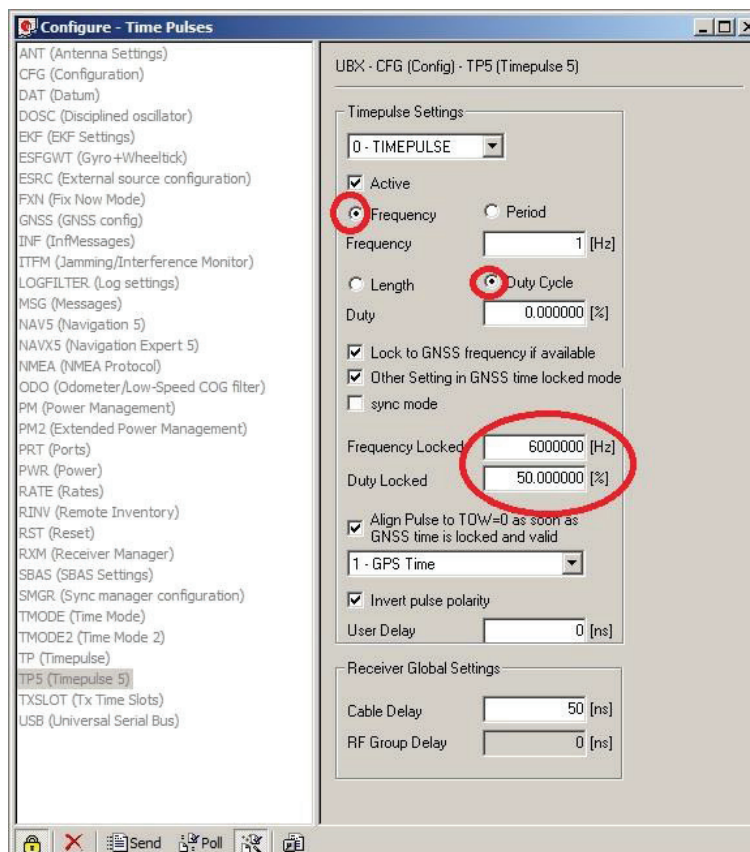 Configure - Time Pulses
ANT (Antenna Settings)
CFG (Configuration)
DAT (Datum)
DOSC (Disciplined oscillator)
EKF (EKF Settings)
ESFGWT (Gyro+Wheeltick)
ESRC (External source configuration)
FXN (Fix Now Mode)
GNSS (GNSS config)
INF (InfMessages)
ITFM (Jamming/Interference Monitor)
LOGFILTER (Log settings)
MSG (Messages)
NAV5 (Navigation 5)
NAVX5 (Navigation Expert 5)
NMEA (NMEA Protocol)
ODO (Odometer/Low-Speed COG filter)
PM (Power Management)
PM2 (Extended Power Management)
PRT (Ports)
PWR (Power)
RATE (Rates)
RINV (Remote Inventory)
RST (Reset)
RXM (Receiver Manager)
SBAS (SBAS Settings)
SMGR (Sync manager configuration)
TMODE (Time Mode)
TMODE2 (Time Mode 2)
TP (Timepulse)
TP5 (Timepulse 5)
TXSLOT (Tx Time Slots)
USB (Universal Serial Bus)
UBX - CFG (Config) - TP5 (Timepulse 5)
Timepulse Settings
0 - TIMEPULSE
Active
Frequency Period
Frequency 1 [Hz]
Length Duty Cycle
Duty 0.000000 [%]
Lock to GNSS frequency if available
Other Setting in GNSS time locked mode
sync mode
Frequency Locked 6000000 [Hz]
Duty Locked 50.000000 [%]
Align Pulse to TOW=0 as soon as
GNSS time is locked and valid
1 - GPS Time
Invert pulse polarity
User Delay 0 [ns]
Receiver Global Settings
Cable Delay 50 [ns]
RF Group Delay 0 [ns]
Send Poll